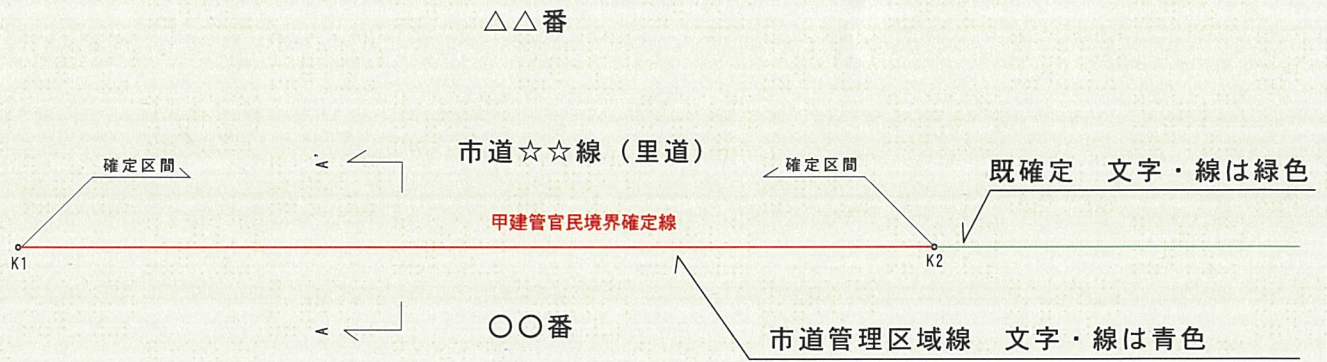 △△番
市道☆☆線（里道）
確定区間
A
確定区間
既確定　文字・線は緑色
甲建管官民境界確定線
K1
K2
A
○○番
市道管理区域線　文字・線は青色